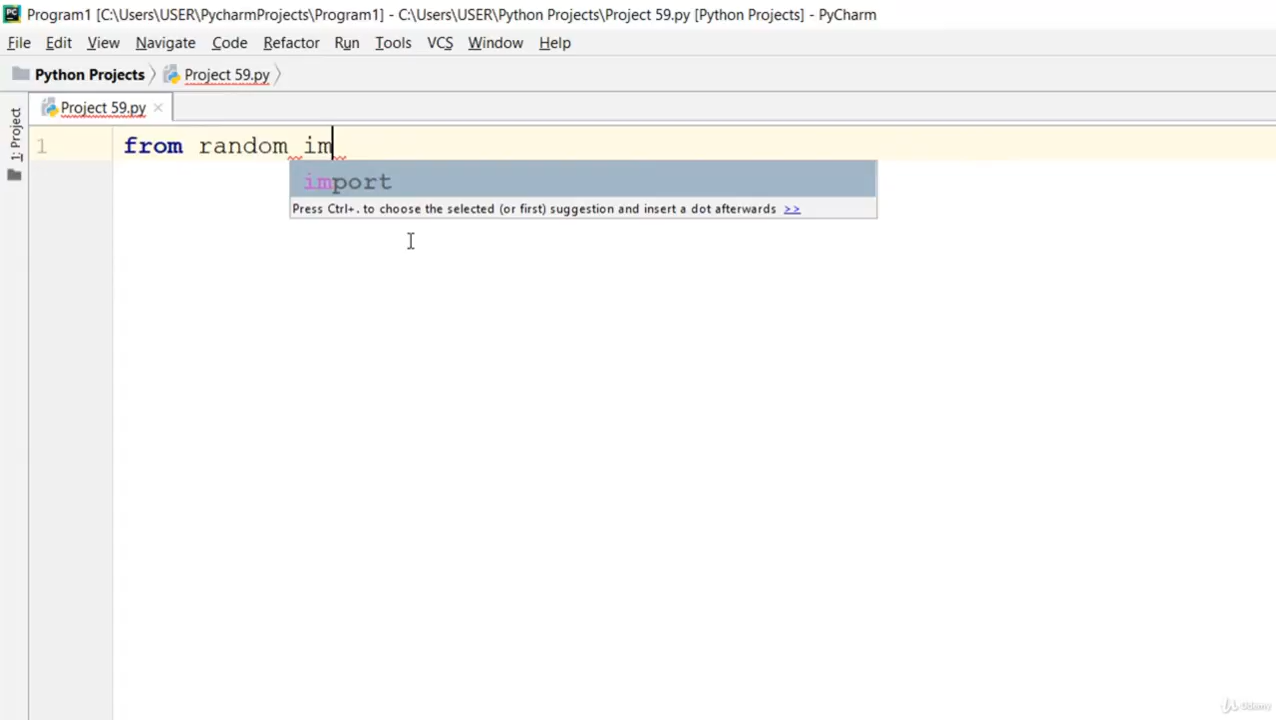 Program1 [C:\Users\USER\PycharmProjects\Program1] - C:\Users\USER\Python Projects\Project 59.py [Python Projects] - PyCharm
File Edit View Navigate Code Refactor Run Tools VCS Window Help
Python Projects Project 59.py
Project 59.py
1: Project
1 from random im
import
Press Ctrl+. to choose the selected (or first) suggestion and insert a dot afterwards >>
Udemy